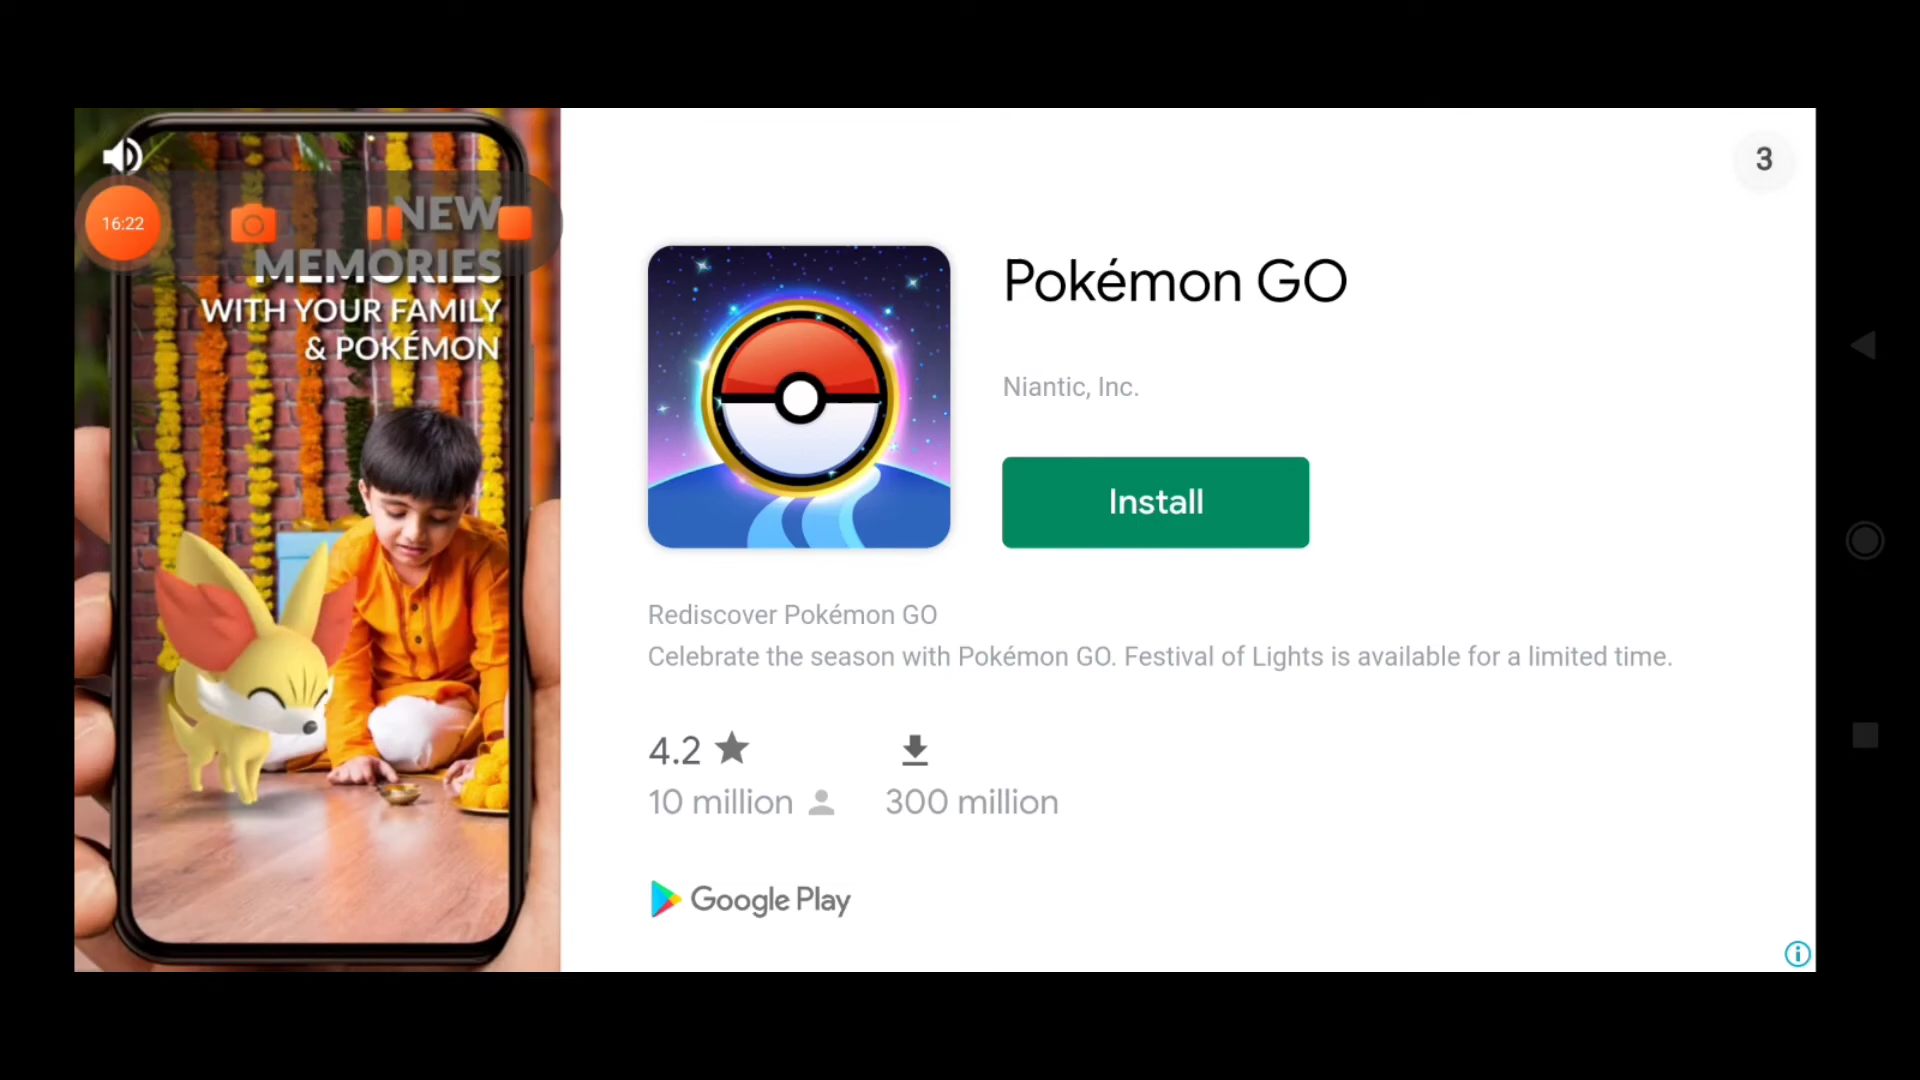 16:22
NEW
MEMORIES
WITH YOUR FAMILY
& POKÉMON
3
Pokémon GO
Niantic, Inc.
Install
Rediscover Pokémon GO
Celebrate the season with Pokémon GO. Festival of Lights is available for a limited time.
4.2
10 million
300 million
Google Play